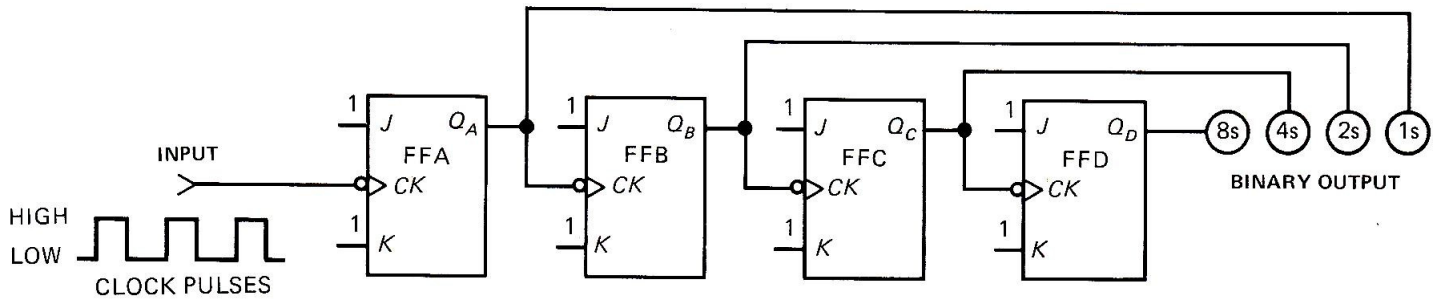 1
J
Q_A
FFA
CK
1
K
1
J
Q_B
FFB
CK
1
K
1
J
Q_C
FFC
CK
1
K
1
J
Q_D
FFD
CK
1
K
8s 4s 2s 1s
BINARY OUTPUT
INPUT
HIGH
LOW
CLOCK PULSES